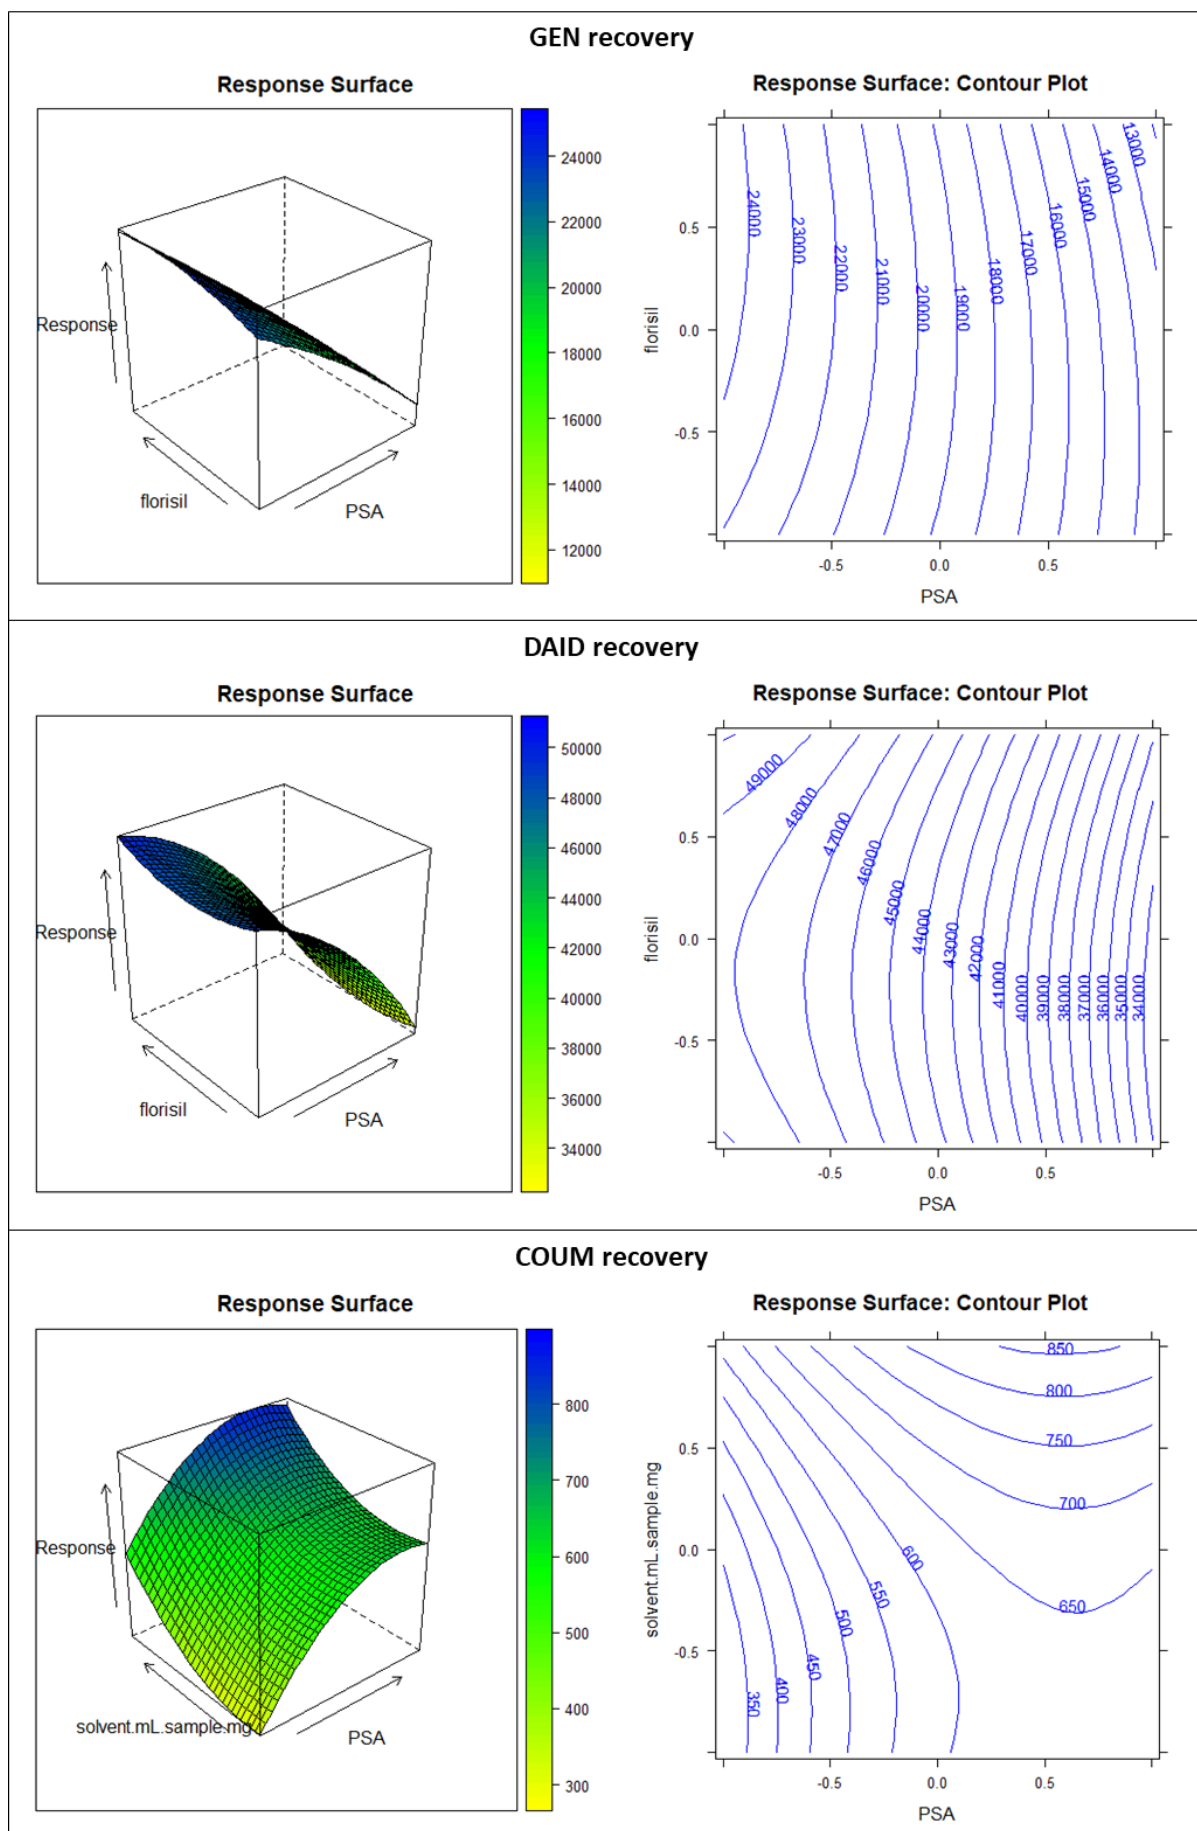 GEN recovery
Response Surface
Response
florisil
PSA
24000
22000
20000
18000
16000
14000
12000
Response Surface: Contour Plot
florisil
0.5
0.0
-0.5
24000
23000
22000
21000
20000
19000
18000
17000
16000
15000
14000
13000
-0.5 0.0 0.5
PSA
DAID recovery
Response Surface
Response
florisil
PSA
50000
48000
46000
44000
42000
40000
38000
36000
34000
Response Surface: Contour Plot
florisil
0.5
0.0
-0.5
49000
48000
47000
46000
45000
44000
43000
42000
41000
40000
39000
38000
37000
36000
35000
34000
-0.5 0.0 0.5
PSA
COUM recovery
Response Surface
Response
solvent.mL.sample.mg
PSA
800
700
600
500
400
300
Response Surface: Contour Plot
solvent.mL.sample.mg
0.5
0.0
-0.5
350
400
450
500
550
600
650
700
750
800
850
-0.5 0.0 0.5
PSA